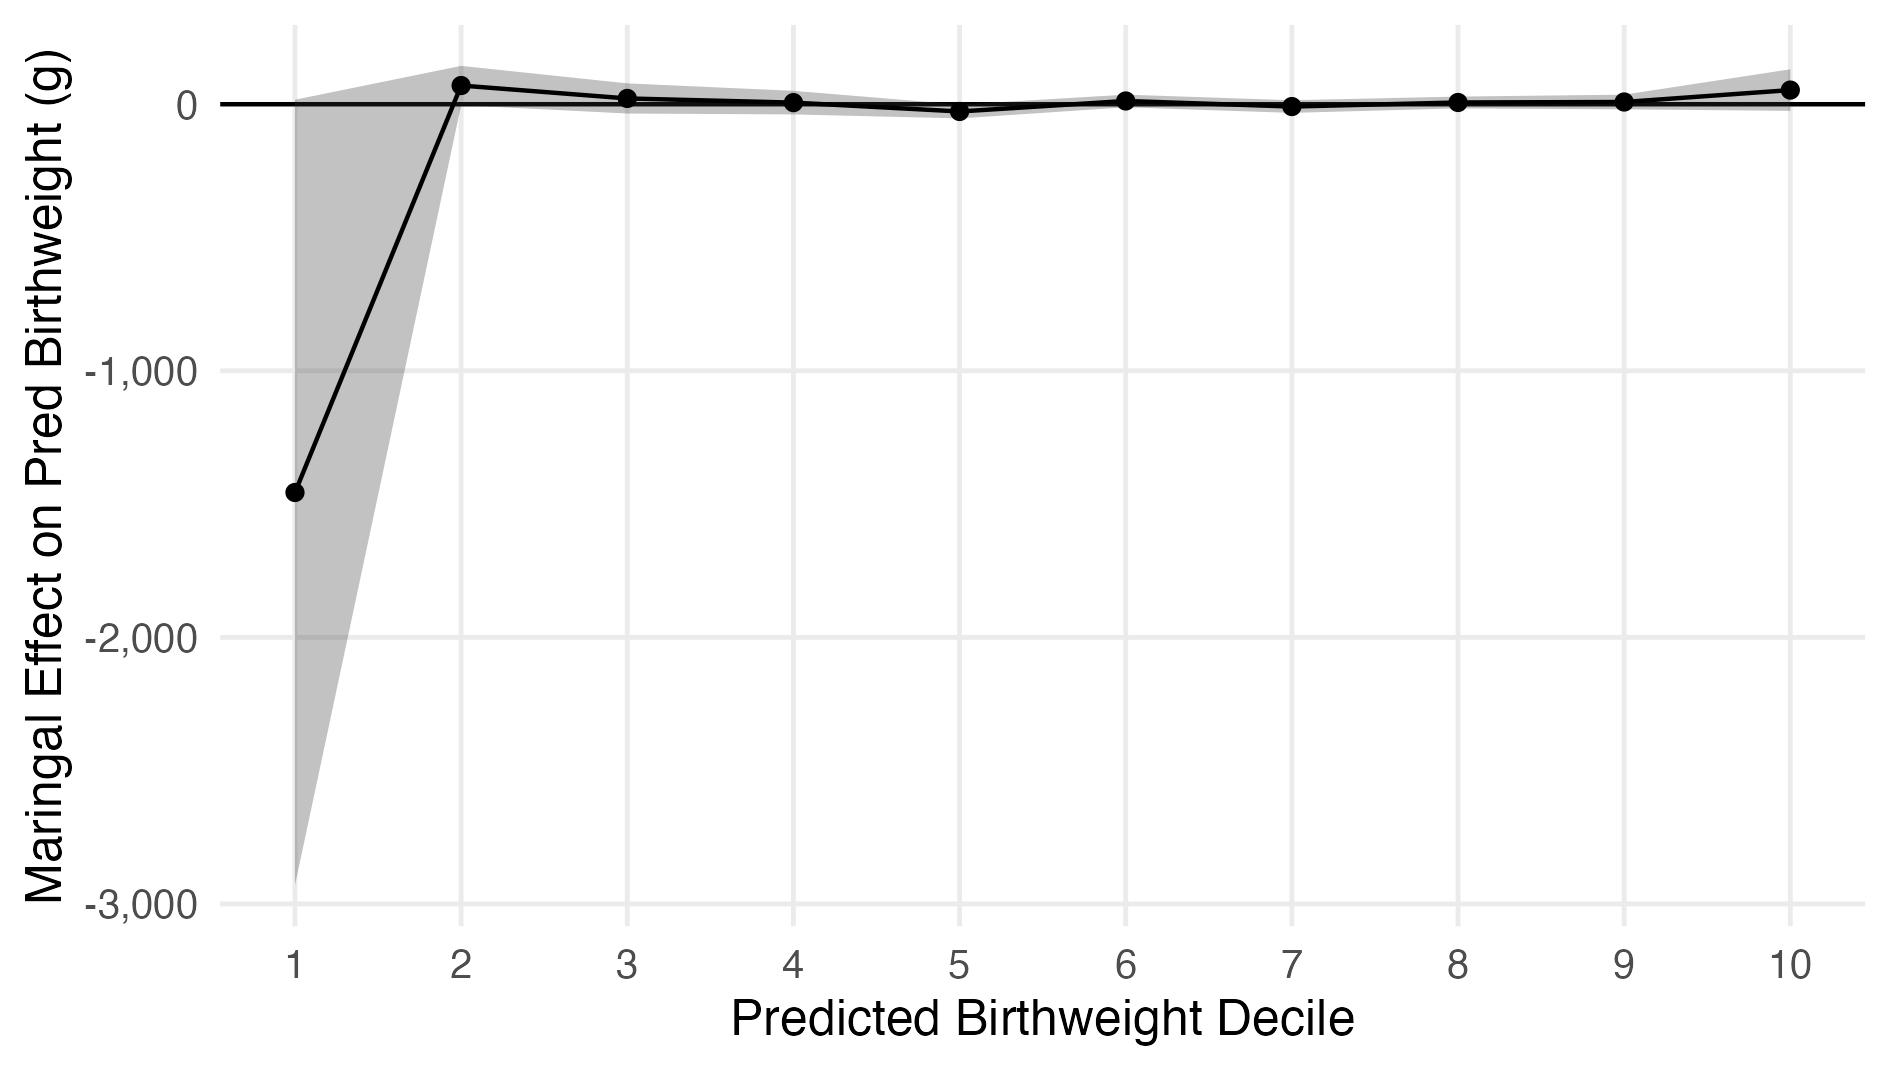 Maringal Effect on Pred Birthweight (g)
0
-1,000
-2,000
-3,000
1 2 3 4 5 6 7 8 9 10
Predicted Birthweight Decile